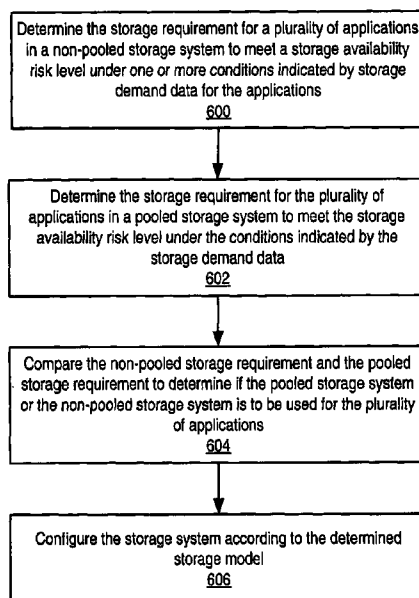 Determine the storage requirement for a plurality of applications
in a non-pooled storage system to meet a storage availability
risk level under one or more conditions indicated by storage
demand data for the applications
600
Determine the storage requirement for the plurality of
applications in a pooled storage system to meet the storage
availability risk level under the conditions indicated by the
storage demand data
602
Compare the non-pooled storage requirement and the pooled
storage requirement to determine if the pooled storage system
or the non-pooled storage system is to be used for the plurality
of applications
604
Configure the storage system according to the determined
storage model
606